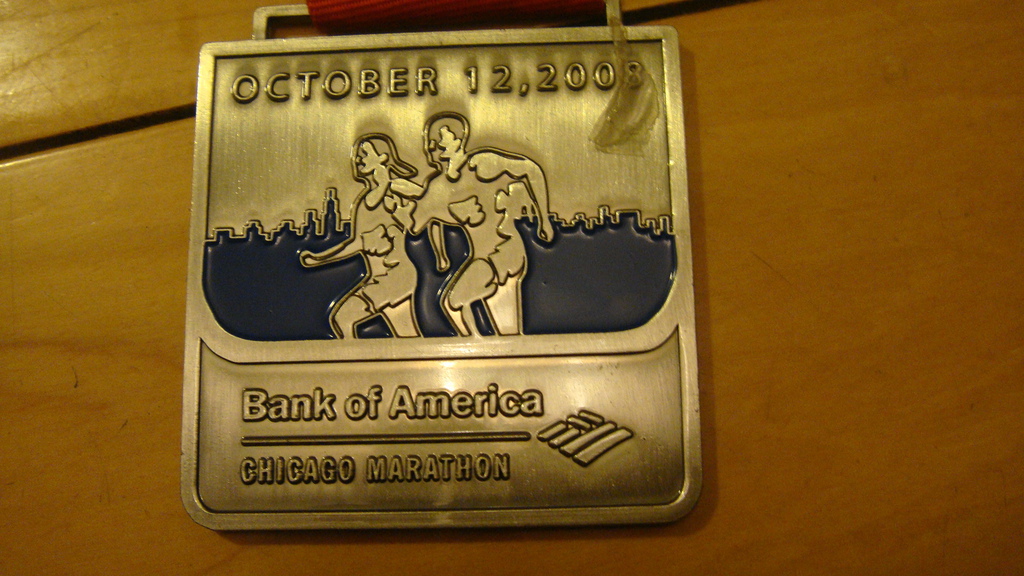 OCTOBER 12,2008
Bank of America
CHICAGO MARATHON